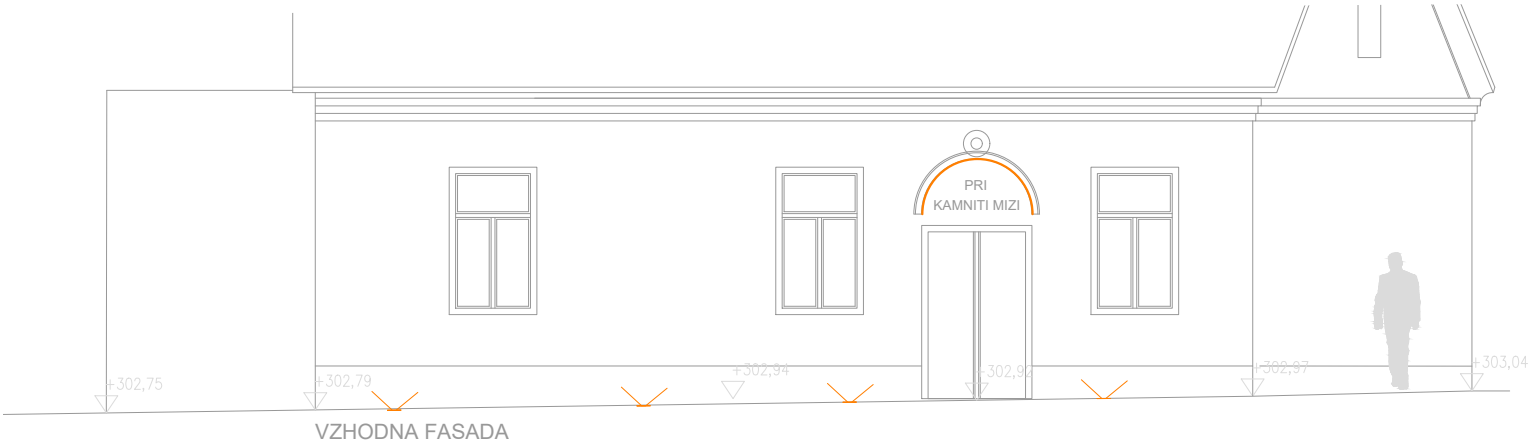 PRI
KAMNITI MIZI
+302,75
+302,79
+302,94
+302,92
+302,97
+303,04
VZHODNA FASADA